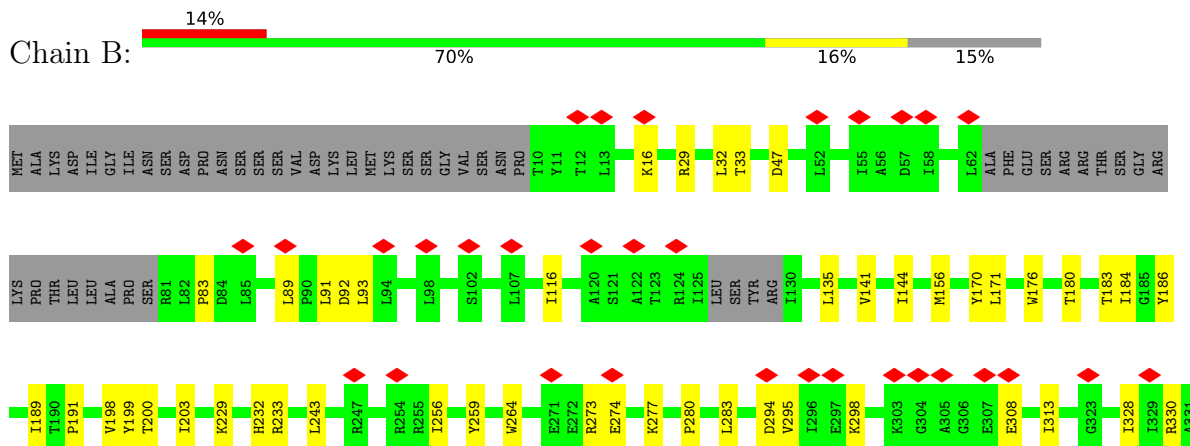 14%
Chain B:
70% 16% 15%
MET ALA LYS ASP ILE GLY ILE ASN SER ASP PRO ASN SER SER SER VAL ASP LYS LEU MET LYS SER SER GLY VAL SER ASN PRO T10 Y11 T12 L13 K16 R29 L32 T33 D47 L52 I55 A56 D57 I58 L62 ALA PHE GLU SER ARG ARG THR SER GLY ARG
LYS PRO THR LEU LEU ALA PRO SER R81 L82 P83 D84 L85 L89 P90 L91 D92 L93 L94 L98 S102 L107 I116 A120 S121 A122 T123 R124 I125 LEU SER TYR ARG I130 L135 V141 I144 M156 Y170 L171 W176 T180 T183 I184 G185 Y186
I189 T190 P191 V198 Y199 T200 I203 K229 H232 R233 L243 R247 R254 R255 I256 Y259 W264 E271 E272 R273 E274 K277 P280 L283 D294 V295 I296 E297 K298 K303 G304 A305 G306 E307 E308 I313 G323 I328 I329 R330 A331